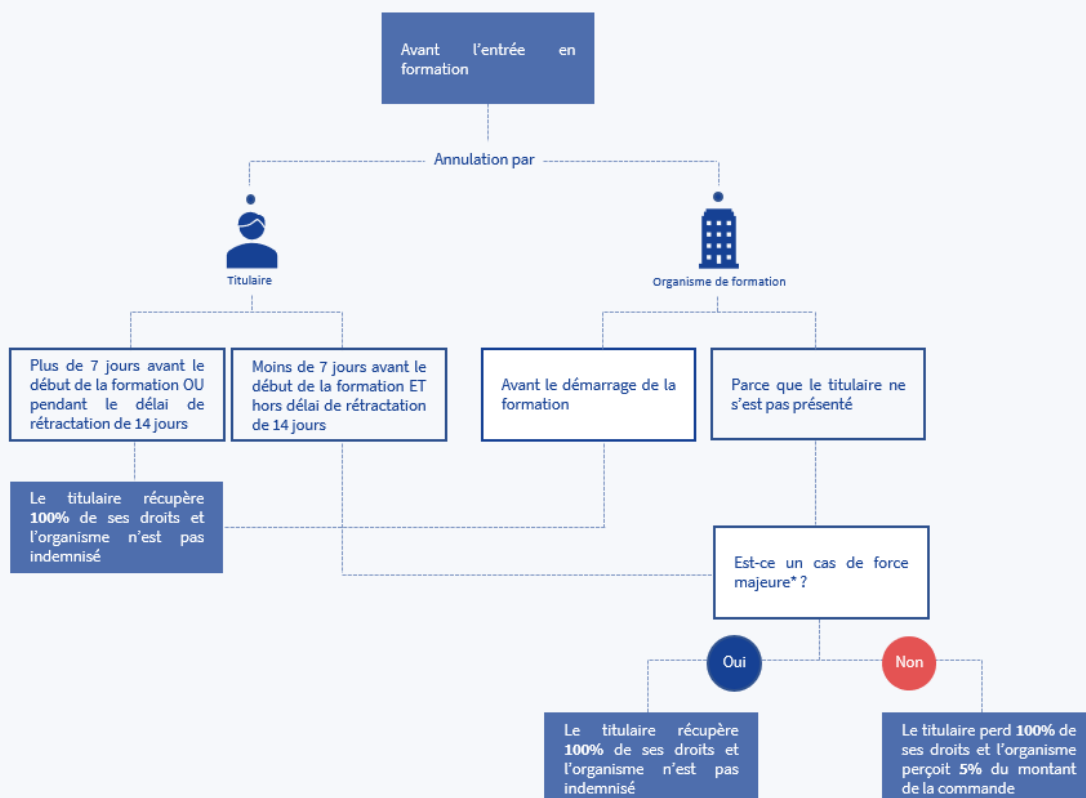 Avant l'entrée en
formation
Annulation par
Titulaire
Organisme de formation
Plus de 7 jours avant le
début de la formation OU
pendant le délai de
rétractation de 14 jours
Moins de 7 jours avant le
début de la formation ET
hors délai de rétractation
de 14 jours
Avant le démarrage de la
formation
Parce que le titulaire ne
s'est pas présenté
Le titulaire récupère
100% de ses droits et
l'organisme n'est pas
indemnisé
Est-ce un cas de force
majeure* ?
Oui
Non
Le titulaire récupère
100% de ses droits et
l'organisme n'est pas
indemnisé
Le titulaire perd 100% de
ses droits et l'organisme
perçoit 5% du montant
de la commande